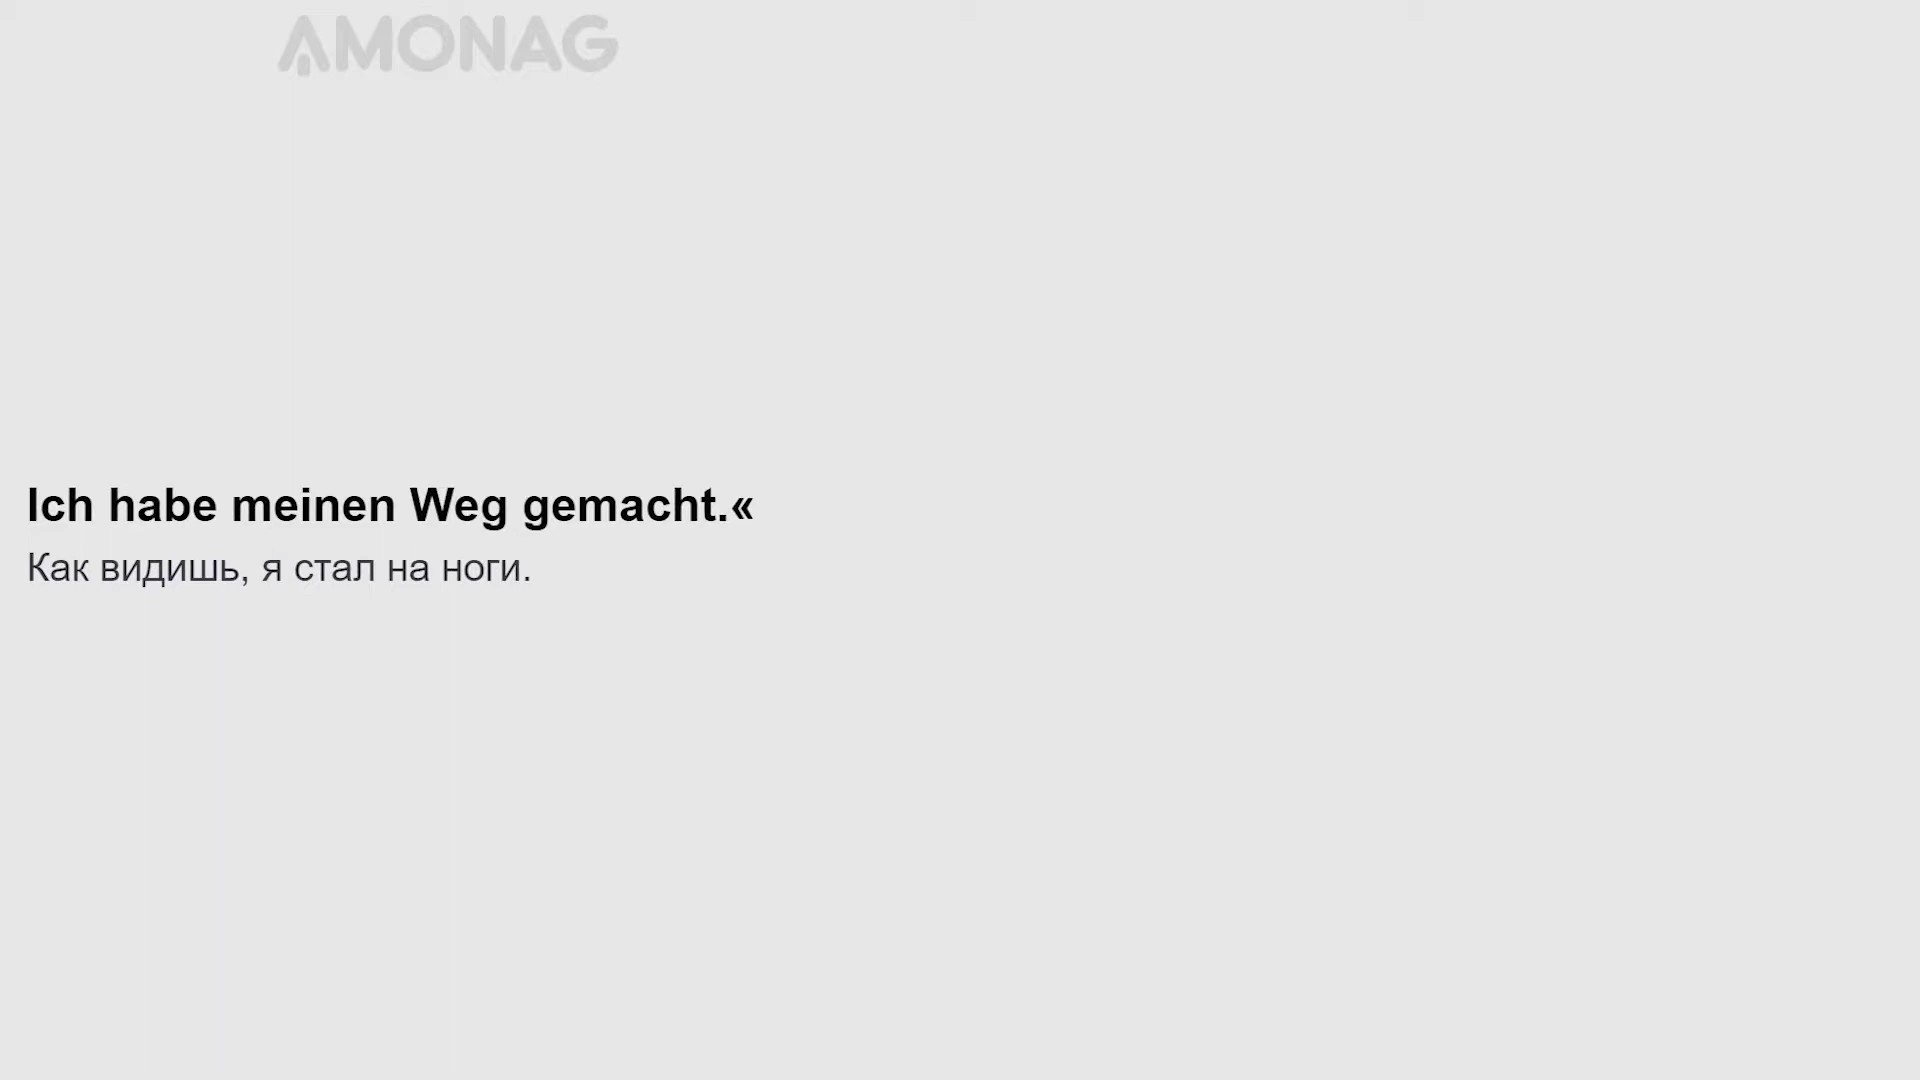 AMONAG
Ich habe meinen Weg gemacht.«
Как видишь, я стал на ноги.